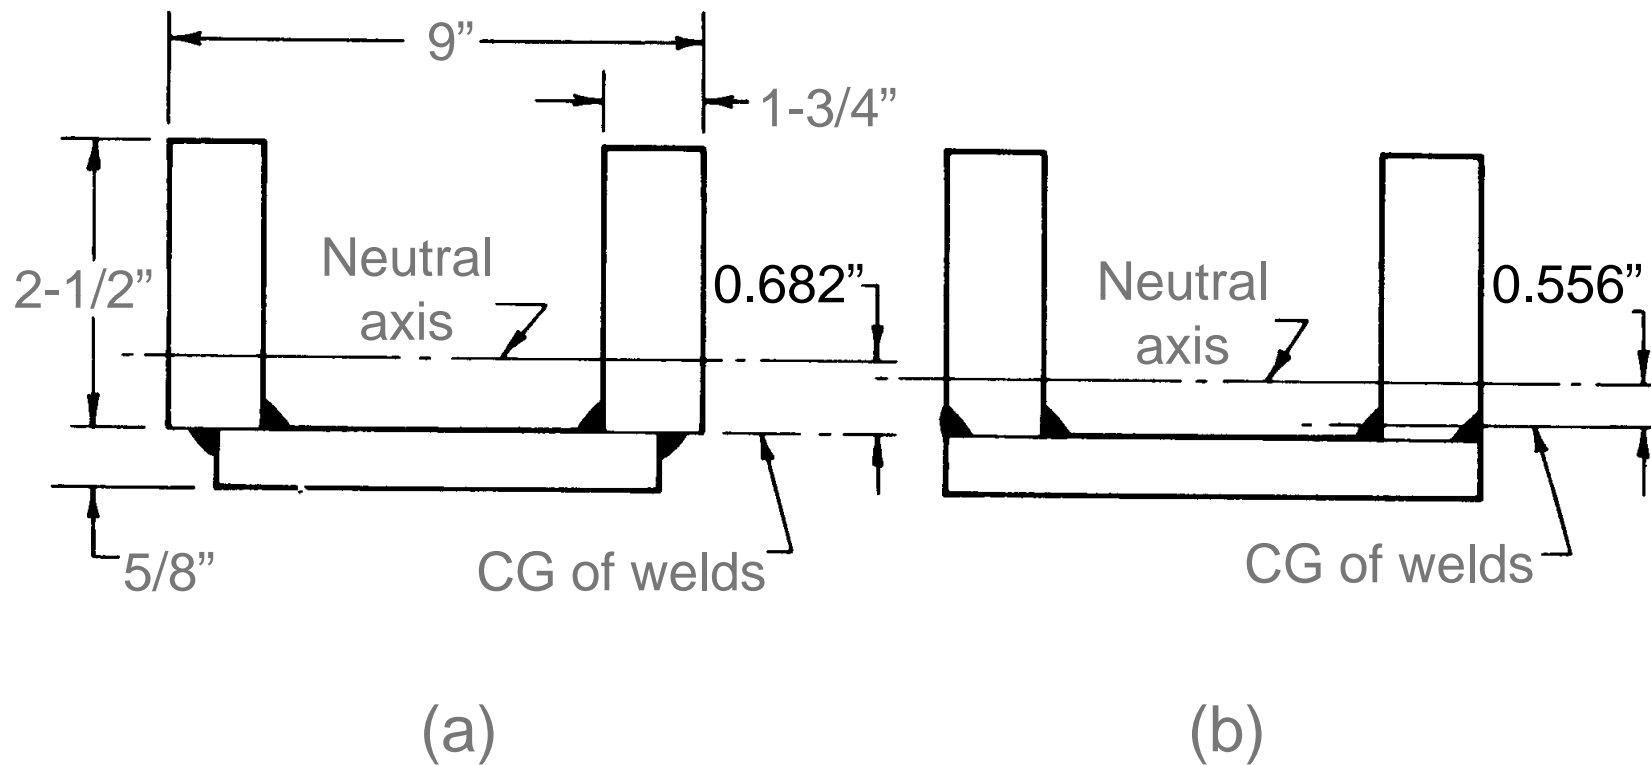 9”
1-3/4”
2-1/2”
Neutral
axis
0.682”
5/8”
CG of welds
(a)
Neutral
axis
0.556”
CG of welds
(b)